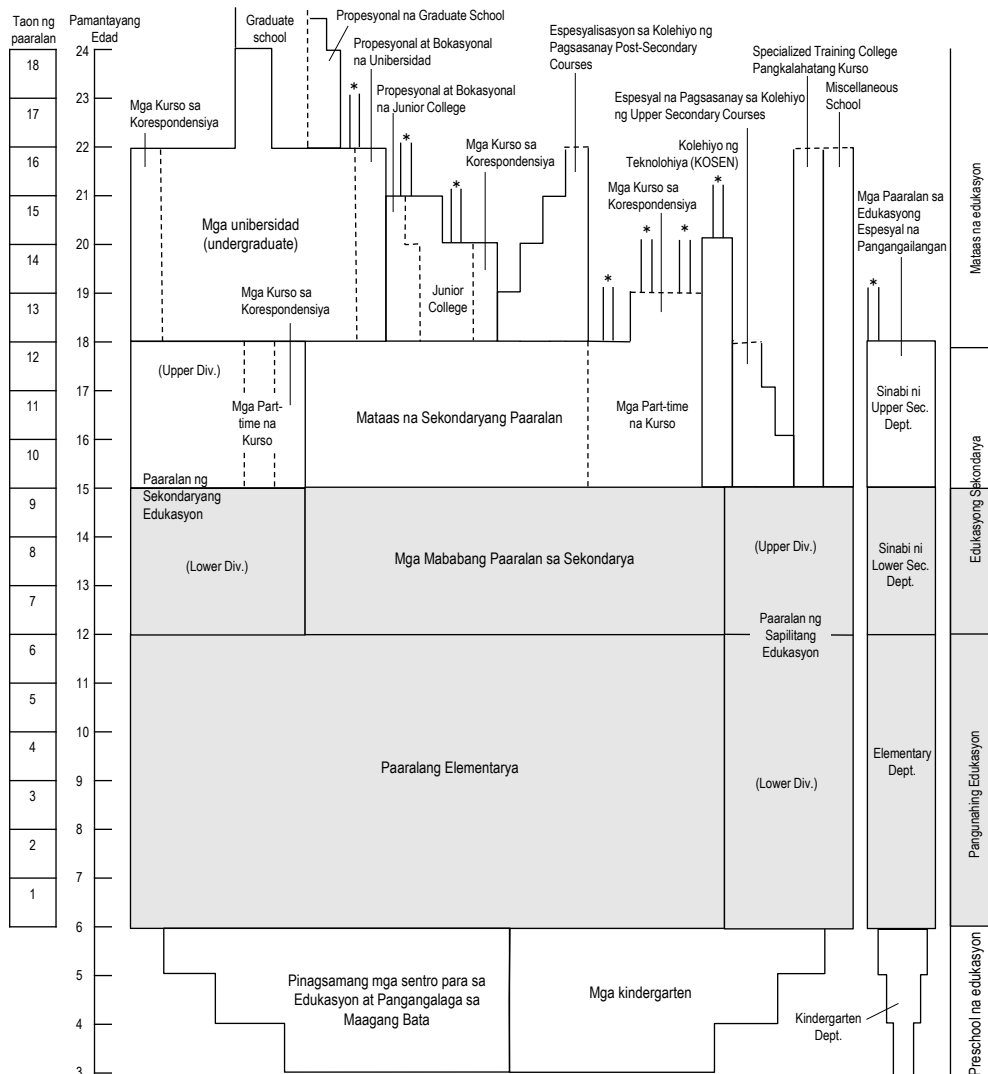 Taon ng
paaralan
Pamantayang
Edad
Graduate
school
Propesyonal na Graduate School
Propesyonal at Bokasyonal
na Unibersidad
Propesyonal at Bokasyonal
na Junior College
Mga Kurso sa
Korespondensiya
Espesyalisasyon sa Kolehiyo ng
Pagsasanay Post-Secondary
Courses
Specialized Training College
Pangkalahatang Kurso
Miscellaneous
School
Espesyal na Pagsasanay sa Kolehiyo
ng Upper Secondary Courses
Kolehiyo ng
Teknolohiya (KOSEN)
Mga Kurso sa
Korespondensiya
Mga Kurso sa
Korespondensiya
Mga Paaralan sa
Edukasyong
Espesyal na
Pangangailangan
Mga unibersidad
(undergraduate)
Mga Kurso sa
Korespondensiya
Junior
College
*
*
*
*
*
*
*
*
(Upper Div.)
Mga Part-
time na
Kurso
Mataas na Sekondaryang Paaralan
Mga Part-time
na Kurso
Sinabi ni
Upper Sec.
Dept.
Paaralan ng
Sekondaryang
Edukasyon
(Lower Div.)
Mga Mababang Paaralan sa Sekondarya
(Upper Div.)
Sinabi ni
Lower Sec.
Dept.
Paaralan ng
Sapilitang
Edukasyon
Paaralang Elementarya
(Lower Div.)
Elementary
Dept.
Pinagsamang mga sentro para sa
Edukasyon at Pangangalaga sa
Maagang Bata
Mga kindergarten
Kindergarten
Dept.
Mataas na edukasyon
Edukasyong Sekondarya
Pangunahing Edukasyon
Preschool na edukasyon
18
17
16
15
14
13
12
11
10
9
8
7
6
5
4
3
2
1
24
23
22
21
20
19
18
17
16
15
14
13
12
11
10
9
8
7
6
5
4
3